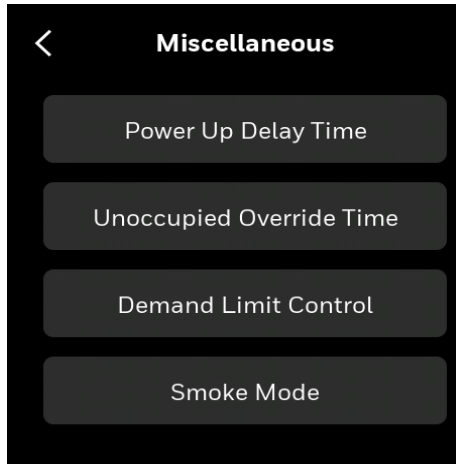 Miscellaneous
Power Up Delay Time
Unoccupied Override Time
Demand Limit Control
Smoke Mode